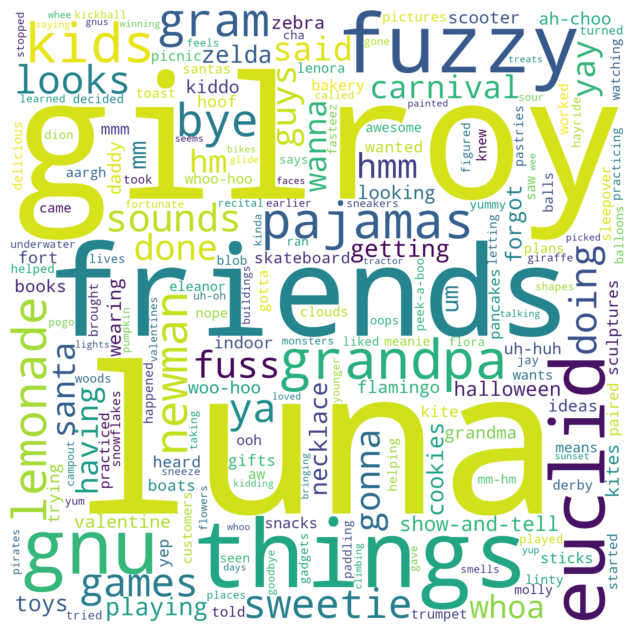 stopped
whee kickball winning
saying gnus
kids
gram
zebra
cha
picnic
santas
said
zelda
looks
learned decided
bakery
called
lenora
kiddo
toast
bye
guys
fuzzy
pictures
scooter
gone
treats
ah-choo
turned
yay
watching
carnival
painted
sour
wee
hayride
worked
gilroy
delicious
dion
mmm
mm
daddy
hoof
seems
bikes
glide
hm
aargh
took
whoo-hoo
says
fasteez
wanna
awesome
wanted
hmm
looking
figured
knew
pastries
saw
forgot
practicing
balloons
sleepover
balls
came
sounds
fortunate
recital
earlier
faces
sneakers
pajamas
kinda
ran
done
getting
letting
plans
yummy
picked
giraffe
underwater
fort
helped
lives
books
friends
eleanor
uh-oh
blob
skateboard
gotta
clouds
nope
buildings
tractor
um
peek-a-boo
pancakes
oops
liked
meanie
flora
shapes
talking
monsters
indoor
pogo
pumpkin
lights
brought
wearing
happened
valentines
newman
fuss
grandpa
doing
sculptures
uh-huh
jay
wants
halloween
woo-hoo
flamingo
loved
younger
necklace
lemonade
santa
woods
campout
yum
having
practiced
snowflakes
trying
sneeze
heard
boats
taking
ya
ooh
aw
gifts
bringing
kidding
helping
kite
grandma
mm-hm
cookies
gonna
ideas
means
sunset
derby
paired
kites
euclid
luna
valentine
customers
flowers
yep
snacks
whoo
days
seen
goodbye
gadgets
paddling
climbing
gave
show-and-tell
played
yup
sticks
started
linty
molly
smells
pirates
gnu
things
games
toys
tried
playing
places
told
sweetie
trumpet
whoa